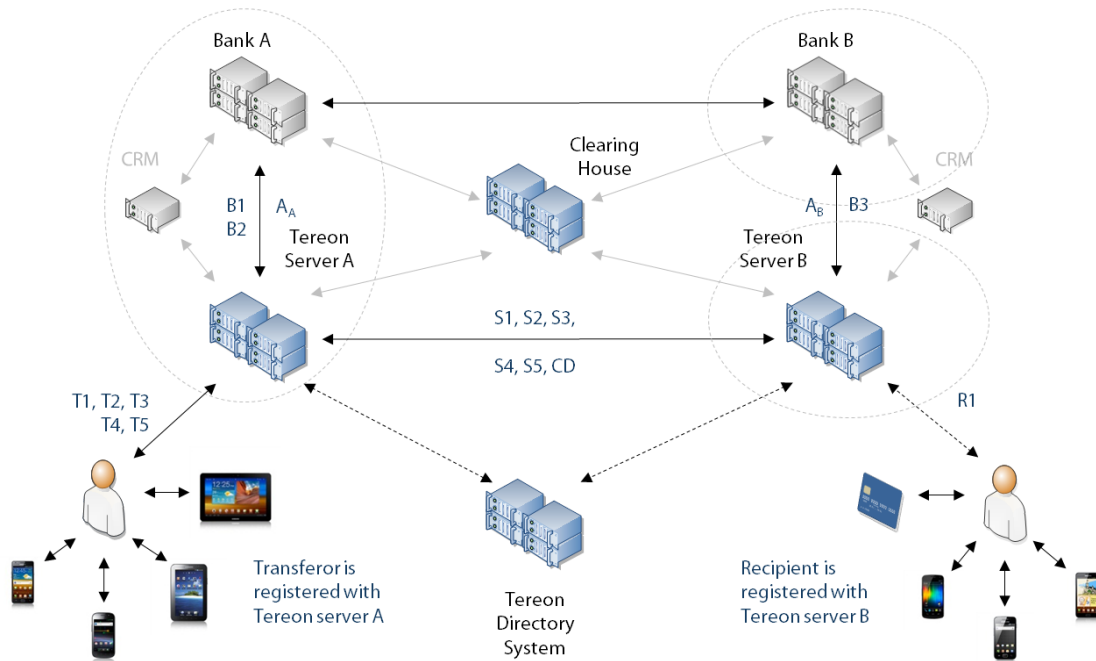 Bank A
Bank B
Clearing
House
CRM
CRM
B1
B2
A_A
Tereon
Server A
A_B
B3
Tereon
Server B
S1, S2, S3,
S4, S5, CD
T1, T2, T3
T4, T5
R1
Transferor is
registered with
Tereon server A
Tereon
Directory
System
Recipient is
registered with
Tereon server B